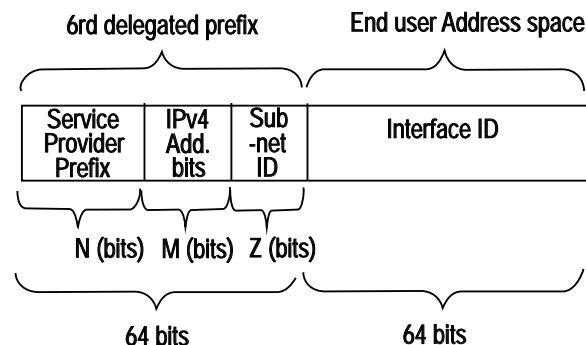 6rd delegated prefix
End user Address space
Service
Provider
Prefix
IPv4
Add.
bits
Sub
-net
ID
Interface ID
N (bits)
M (bits)
Z (bits)
64 bits
64 bits